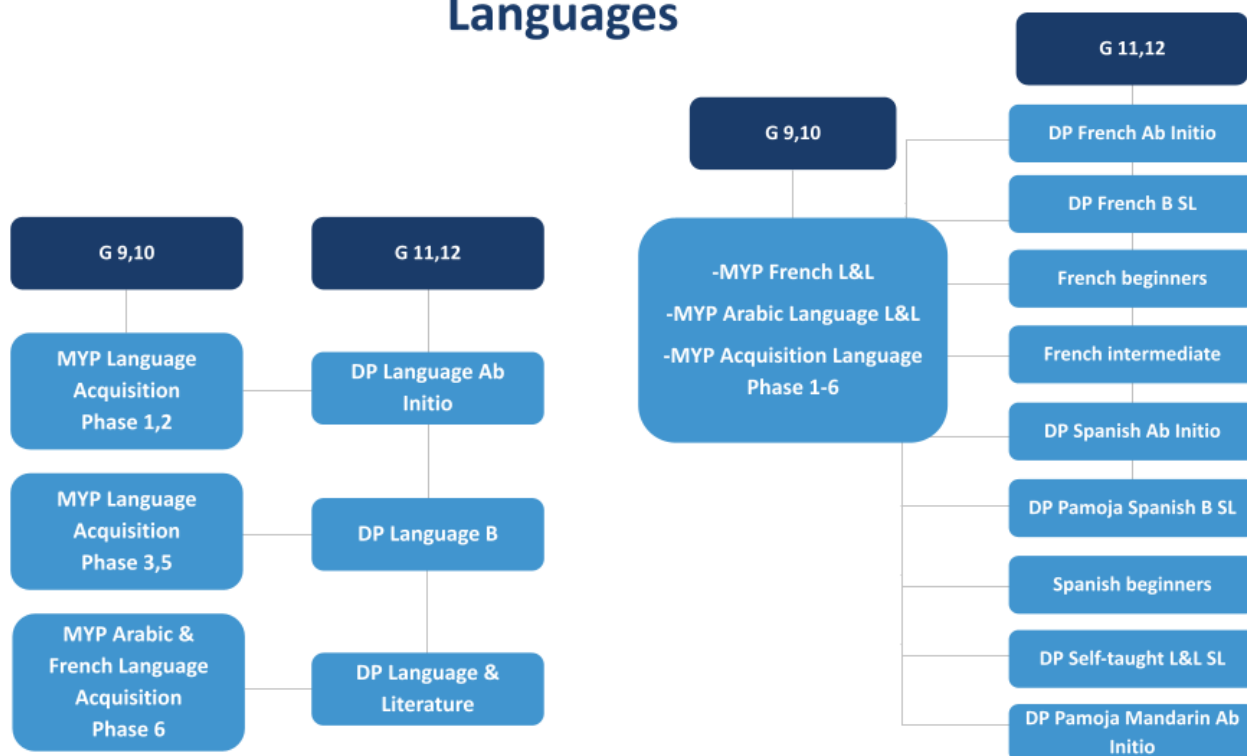 Languages
G 9,10
MYP Language
Acquisition
Phase 1,2
MYP Language
Acquisition
Phase 3,5
MYP Arabic &
French Language
Acquisition
Phase 6
G 11,12
DP Language Ab
Initio
DP Language B
DP Language &
Literature
G 9,10
-MYP French L&L
-MYP Arabic Language L&L
-MYP Acquisition Language
Phase 1-6
G 11,12
DP French Ab Initio
DP French B SL
French beginners
French intermediate
DP Spanish Ab Initio
DP Pamoja Spanish B SL
Spanish beginners
DP Self-taught L&L SL
DP Pamoja Mandarin Ab
Initio